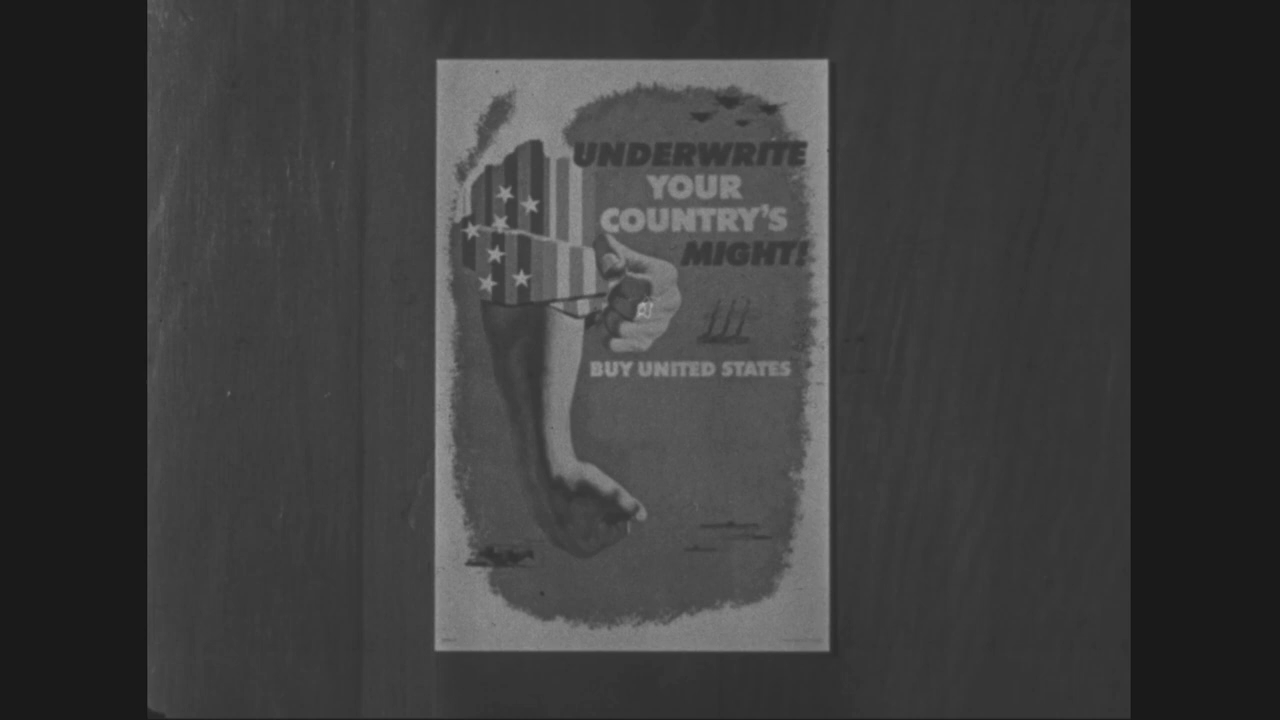 UNDERWRITE
YOUR
COUNTRY'S
MIGHT!
BUY UNITED STATES